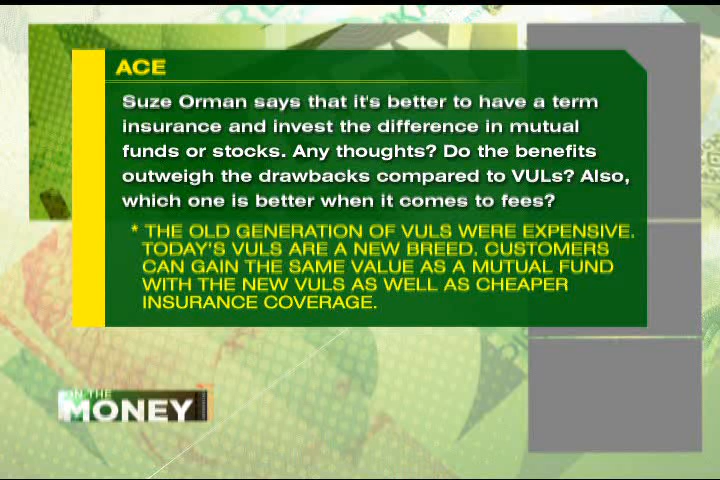 ACE
Suze Orman says that it's better to have a term
insurance and invest the difference in mutual
funds or stocks. Any thoughts? Do the benefits
outweigh the drawbacks compared to VULs? Also,
which one is better when it comes to fees?
* THE OLD GENERATION OF VULS WERE EXPENSIVE.
TODAY'S VULS ARE A NEW BREED. CUSTOMERS
CAN GAIN THE SAME VALUE AS A MUTUAL FUND
WITH THE NEW VULS AS WELL AS CHEAPER
INSURANCE COVERAGE.
ON THE
MONEY